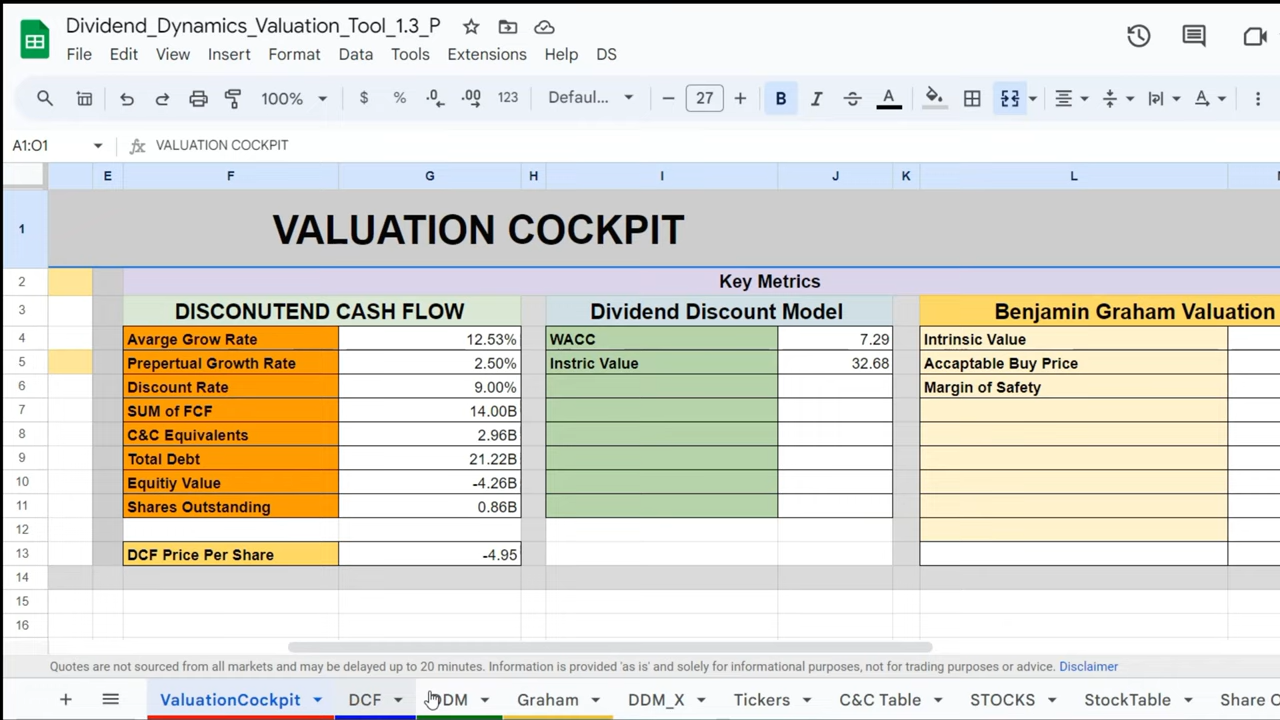 Dividend_Dynamics_Valuation_Tool_1.3_P
File Edit View Insert Format Data Tools Extensions Help DS
100% $ % .0 .00 123 Defaul... 27 B I A
A1:O1 fx VALUATION COCKPIT
E F G H I J K L
1 VALUATION COCKPIT
2 Key Metrics
3 DISCONUTEND CASH FLOW Dividend Discount Model Benjamin Graham Valuation
4 Avarge Grow Rate 12.53% WACC 7.29 Intrinsic Value
5 Prepertual Growth Rate 2.50% Instric Value 32.68 Accaptable Buy Price
6 Discount Rate 9.00% Margin of Safety
7 SUM of FCF 14.00B
8 C&C Equivalents 2.96B
9 Total Debt 21.22B
10 Equitiy Value -4.26B
11 Shares Outstanding 0.86B
12
13 DCF Price Per Share -4.95
14
15
16
Quotes are not sourced from all markets and may be delayed up to 20 minutes. Information is provided 'as is' and solely for informational purposes, not for trading purposes or advice. Disclaimer
ValuationCockpit DCF DDM Graham DDM_X Tickers C&C Table STOCKS StockTable Share